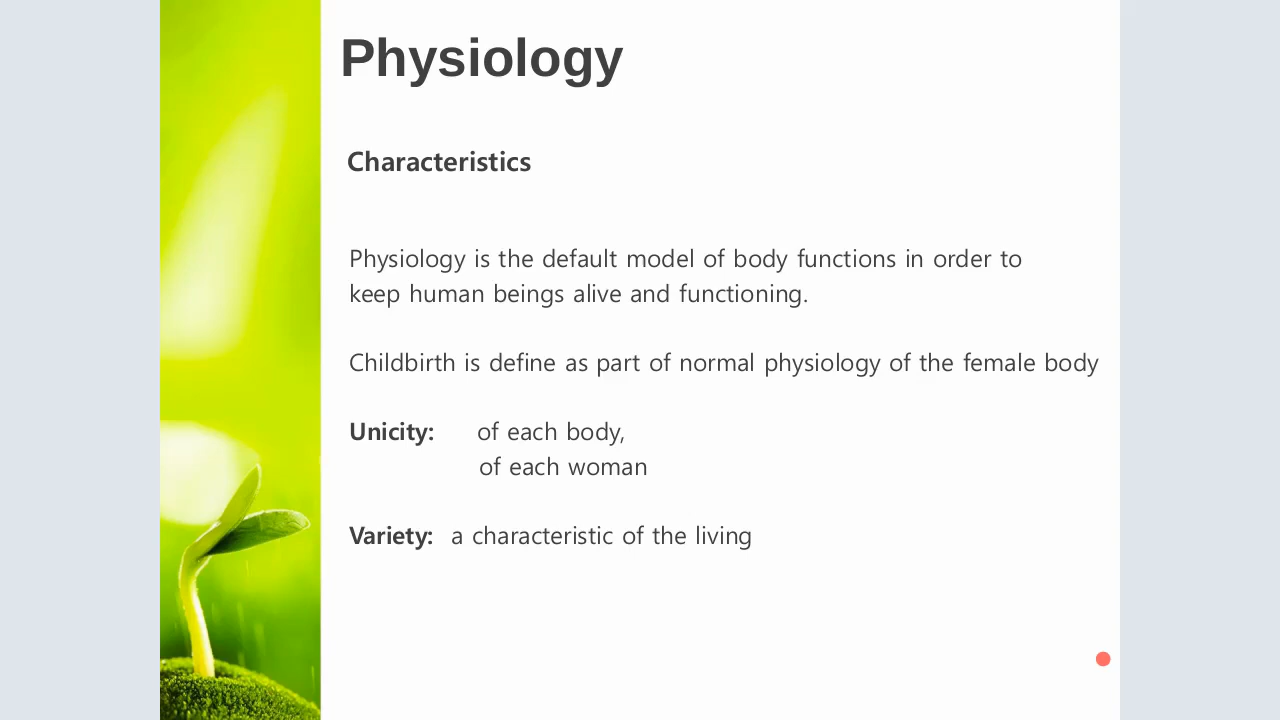 Physiology
Characteristics
Physiology is the default model of body functions in order to
keep human beings alive and functioning.
Childbirth is define as part of normal physiology of the female body
Unicity: of each body,
of each woman
Variety: a characteristic of the living